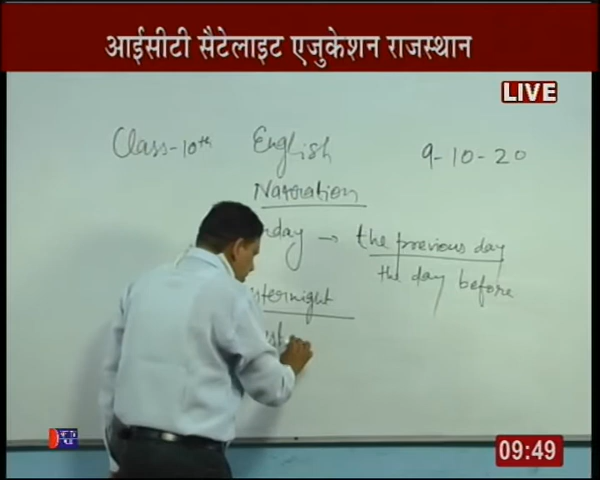 आईसीटी सैटेलाइट एजुकेशन राजस्थान
LIVE
Class-10th English 9-10-20
Narration
→ the previous day
the day before
09:49